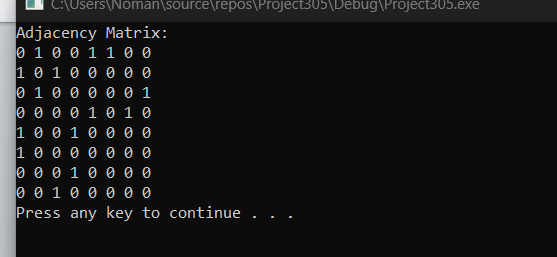 C:\Users\Noman\source\repos\Project305\Debug\Project305.exe
Adjacency Matrix:
0 1 0 0 1 1 0 0
1 0 1 0 0 0 0 0
0 1 0 0 0 0 0 1
0 0 0 0 1 0 1 0
1 0 0 1 0 0 0 0
1 0 0 0 0 0 0 0
0 0 0 1 0 0 0 0
0 0 1 0 0 0 0 0
Press any key to continue . . .